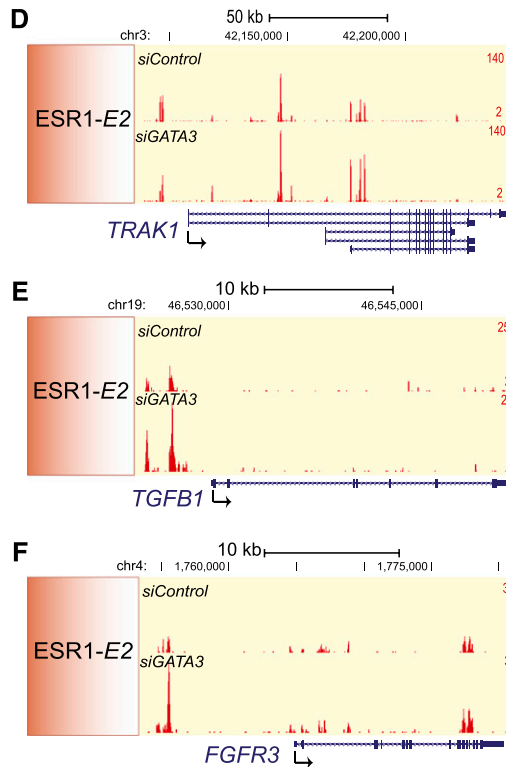 D
50 kb
chr3: 42,150,000 42,200,000
siControl
140
ESR1-E2
2
siGATA3
140
2
TRAK1
E
10 kb
chr19: 46,530,000 46,545,000
siControl
25
ESR1-E2
siGATA3
2
TGFB1
F
10 kb
chr4: 1,760,000 1,775,000
siControl
3
ESR1-E2
siGATA3
FGFR3